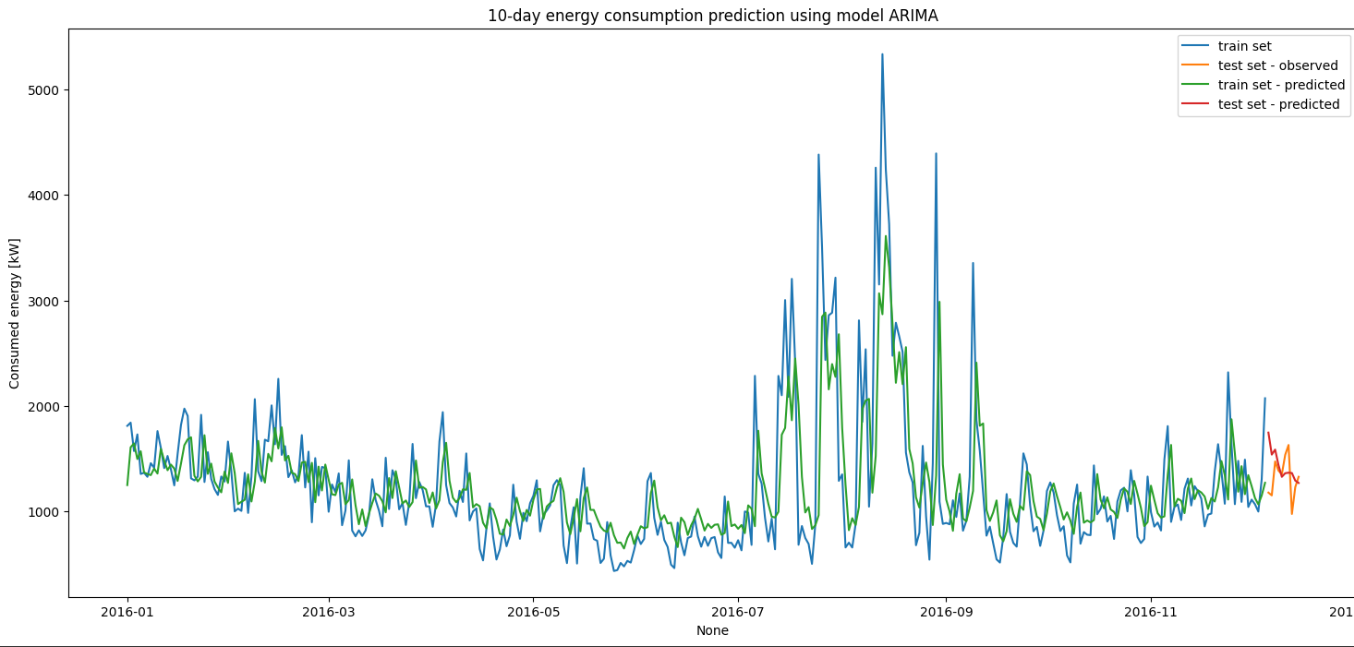 10-day energy consumption prediction using model ARIMA
train set
test set - observed
train set - predicted
test set - predicted
5000
4000
3000
2000
1000
Consumed energy [kW]
2016-01
2016-03
2016-05
2016-07
2016-09
2016-11
201
None